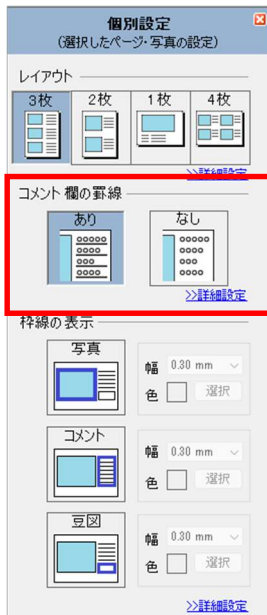 個別設定
(選択したページ・写真の設定)
レイアウト
3枚 2枚 1枚 4枚
>>詳細設定
コメント欄の罫線
あり なし
>>詳細設定
枠線の表示
写真
幅 0.30 mm
色 選択
コメント
幅 0.30 mm
色 選択
豆図
幅 0.30 mm
色 選択
>>詳細設定